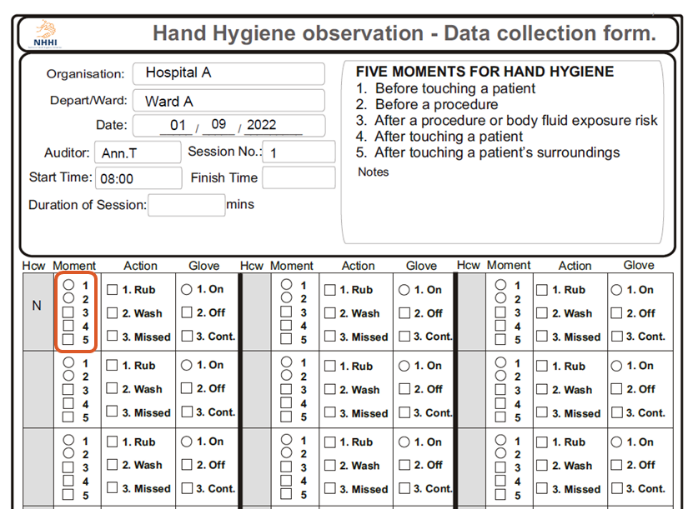 NHHI
Hand Hygiene observation - Data collection form.
Organisation: Hospital A
Depart/Ward: Ward A
Date: 01 / 09 / 2022
Auditor: Ann.T Session No.: 1
Start Time: 08:00 Finish Time
Duration of Session: mins
FIVE MOMENTS FOR HAND HYGIENE
1. Before touching a patient
2. Before a procedure
3. After a procedure or body fluid exposure risk
4. After touching a patient
5. After touching a patient's surroundings
Notes
Hcw Moment Action Glove Hcw Moment Action Glove Hcw Moment Action Glove
N
1
2
3
4
5
1. Rub
2. Wash
3. Missed
1. On
2. Off
3. Cont.
1
2
3
4
5
1. Rub
2. Wash
3. Missed
1. On
2. Off
3. Cont.
1
2
3
4
5
1. Rub
2. Wash
3. Missed
1. On
2. Off
3. Cont.
1
2
3
4
5
1. Rub
2. Wash
3. Missed
1. On
2. Off
3. Cont.
1
2
3
4
5
1. Rub
2. Wash
3. Missed
1. On
2. Off
3. Cont.
1
2
3
4
5
1. Rub
2. Wash
3. Missed
1. On
2. Off
3. Cont.
1
2
3
4
5
1. Rub
2. Wash
3. Missed
1. On
2. Off
3. Cont.
1
2
3
4
5
1. Rub
2. Wash
3. Missed
1. On
2. Off
3. Cont.
1
2
3
4
5
1. Rub
2. Wash
3. Missed
1. On
2. Off
3. Cont.